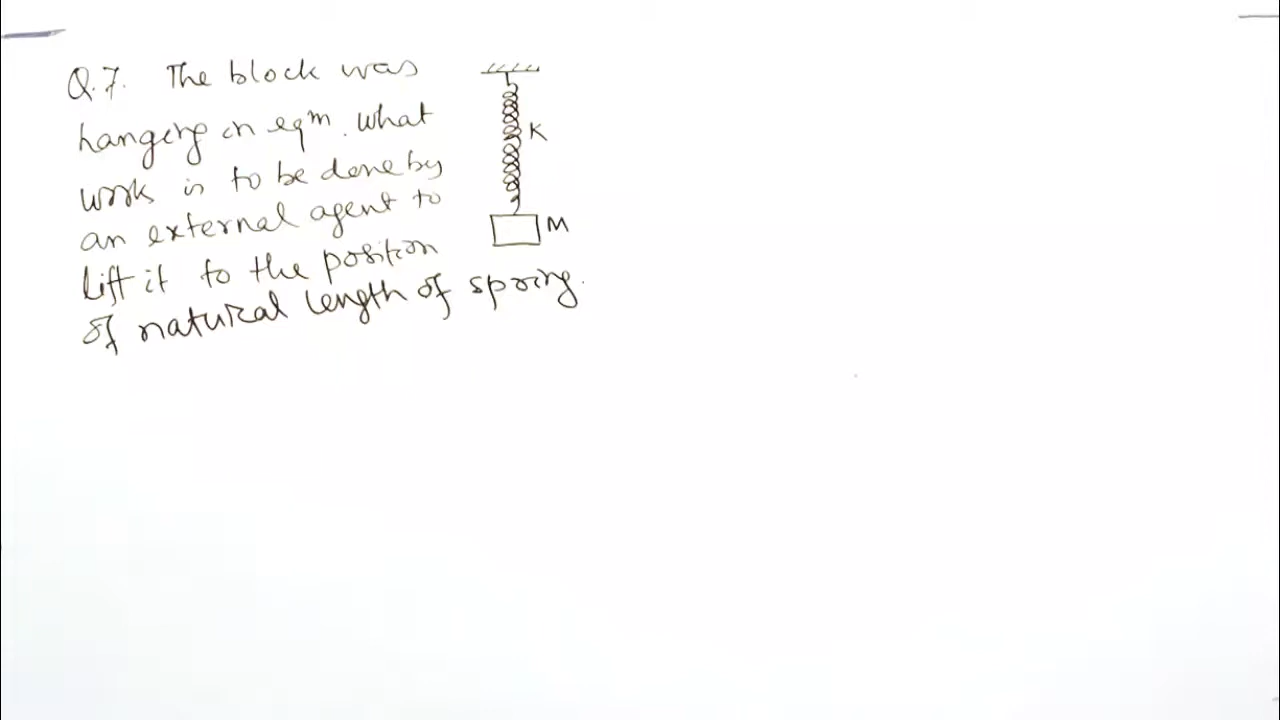 Q.7. The block was
hanging in eqm. what
work is to be done by
an external agent to
lift it to the position
of natural length of spring.
K
M